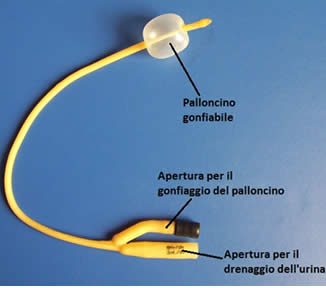 Palloncino
gonfiabile
Apertura per il
gonfiaggio del palloncino
Apertura per il
drenaggio dell'urina